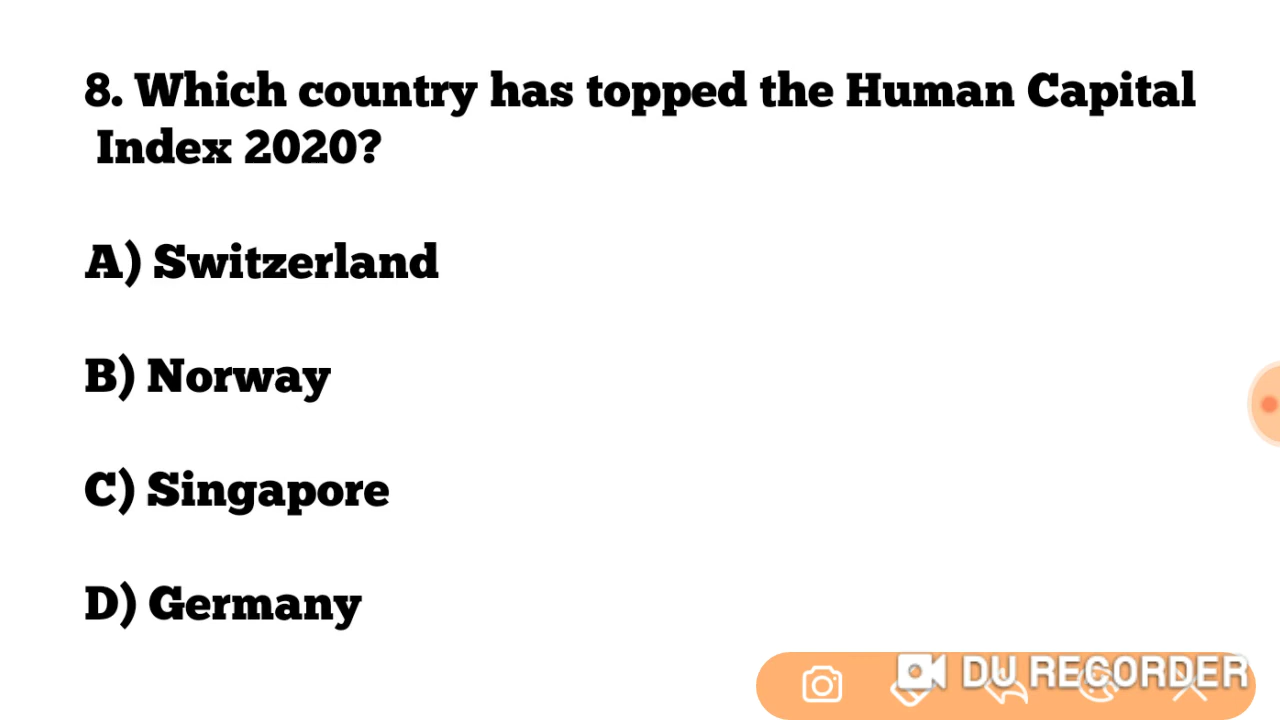 8. Which country has topped the Human Capital
Index 2020?
A) Switzerland
B) Norway
C) Singapore
D) Germany
DU RECORDER